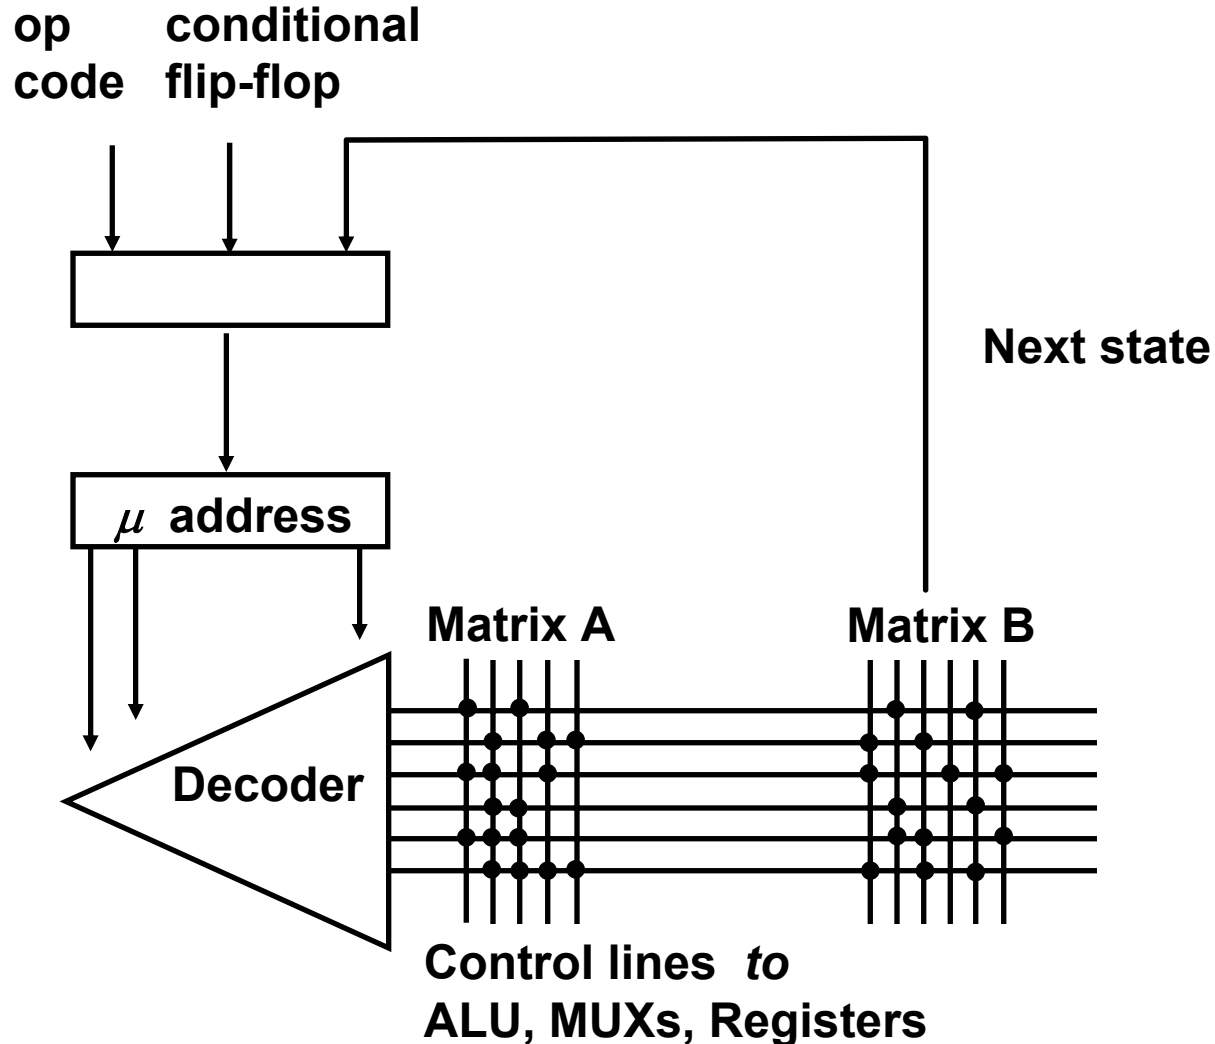 op conditional
code flip-flop
Next state
μ address
Matrix A Matrix B
Decoder
Control lines to
ALU, MUXs, Registers